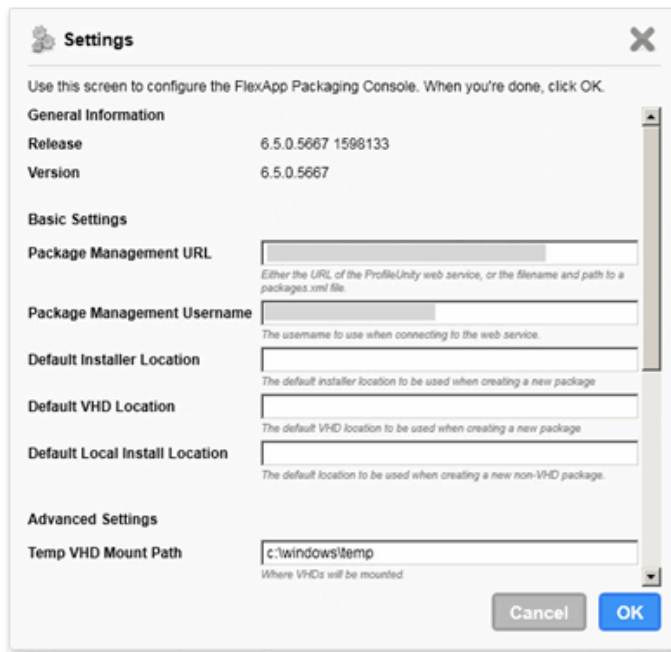 Settings
Use this screen to configure the FlexApp Packaging Console. When you're done, click OK.
General Information
Release 6.5.0.5667 1598133
Version 6.5.0.5667
Basic Settings
Package Management URL
Either the URL of the ProfileUnity web service, or the filename and path to a
packages.xml file.
Package Management Username
The username to use when connecting to the web service.
Default Installer Location
The default installer location to be used when creating a new package
Default VHD Location
The default VHD location to be used when creating a new package
Default Local Install Location
The default location to be used when creating a new non-VHD package.
Advanced Settings
Temp VHD Mount Path c:\windows\temp
Where VHDs will be mounted.
Cancel OK